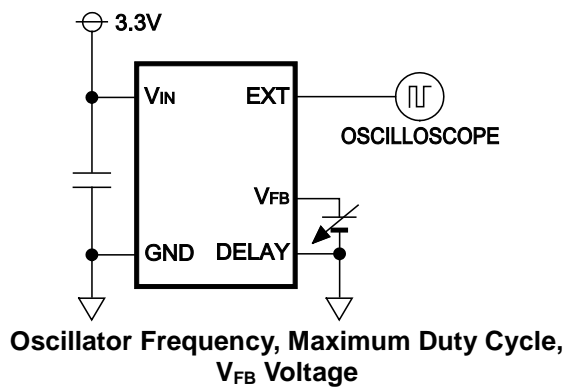 3.3V
VIN EXT
OSCILLOSCOPE
VFB
GND DELAY
Oscillator Frequency, Maximum Duty Cycle,
VFB Voltage